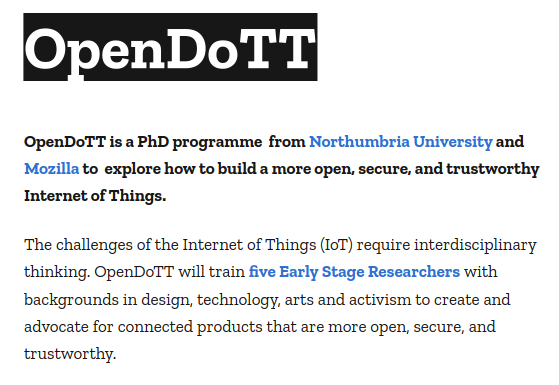 OpenDoTT
OpenDoTT is a PhD programme from Northumbria University and
Mozilla to explore how to build a more open, secure, and trustworthy
Internet of Things.
The challenges of the Internet of Things (IoT) require interdisciplinary
thinking. OpenDoTT will train five Early Stage Researchers with
backgrounds in design, technology, arts and activism to create and
advocate for connected products that are more open, secure, and
trustworthy.